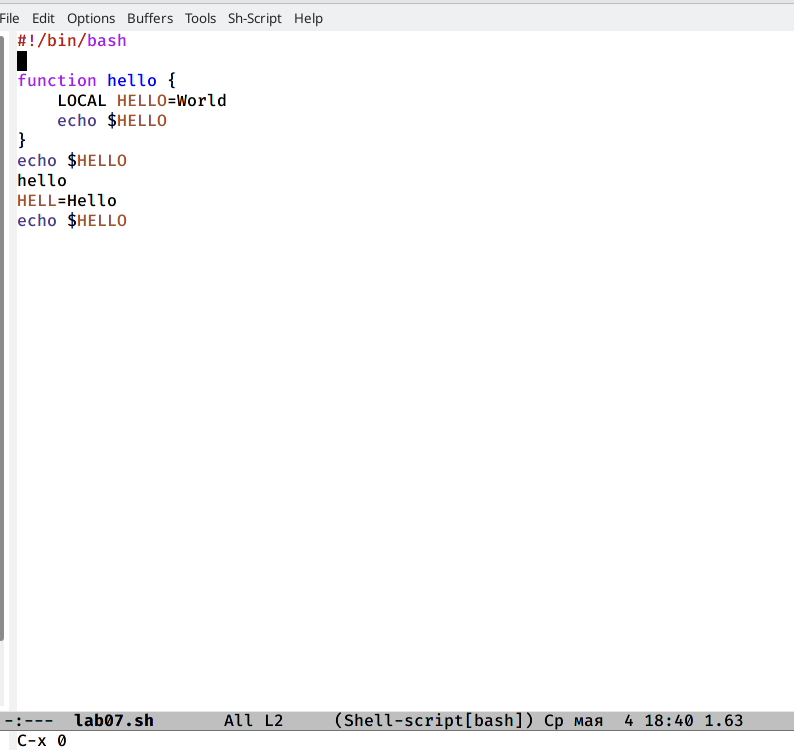 File Edit Options Buffers Tools Sh-Script Help
#!/bin/bash
function hello {
LOCAL HELLO=World
echo $HELLO
}
echo $HELLO
hello
HELL=Hello
echo $HELLO
-:--- lab07.sh All L2 (Shell-script[bash]) Ср мая 4 18:40 1.63
C-x 0